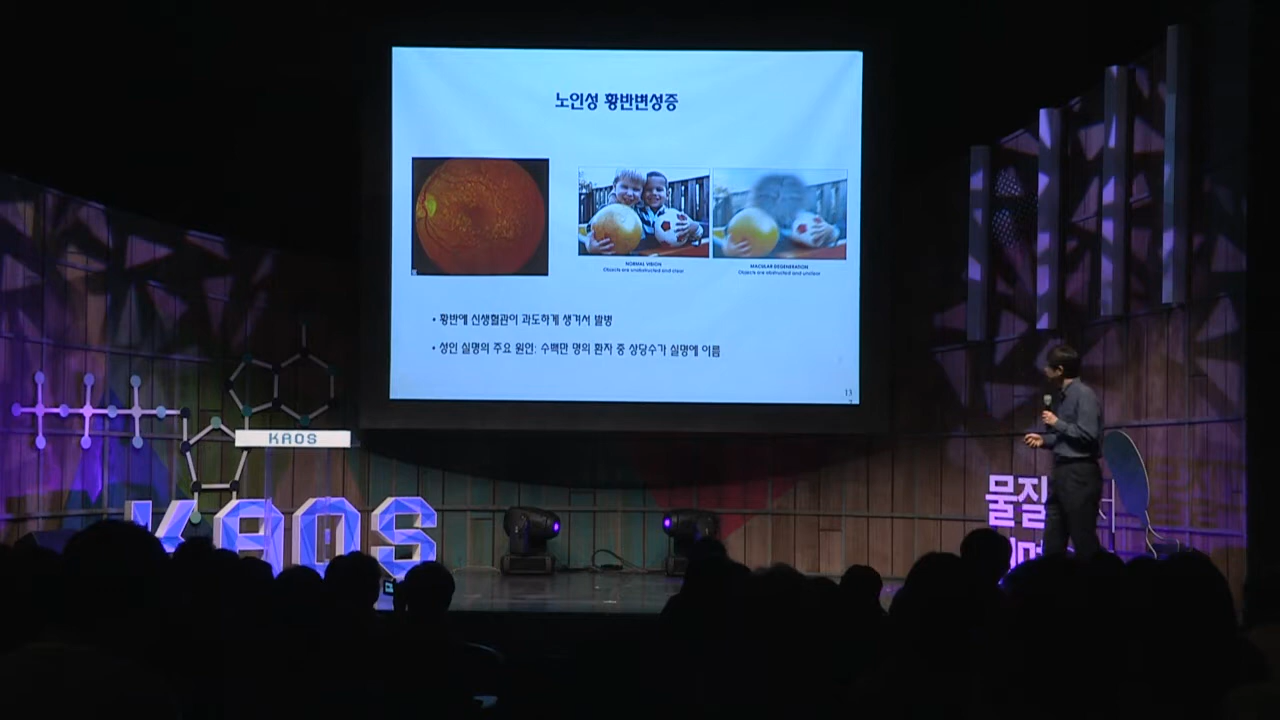 노인성 황반변성증
NORMAL VISION
Objects are unobstructed and clear
MACULAR DEGENERATION
Objects are obstructed and unclear
• 황반에 신생혈관이 과도하게 생겨서 발병
• 성인 실명의 주요 원인: 수백만 명의 환자 중 상당수가 실명에 이름
KAOS
KAOS
물질